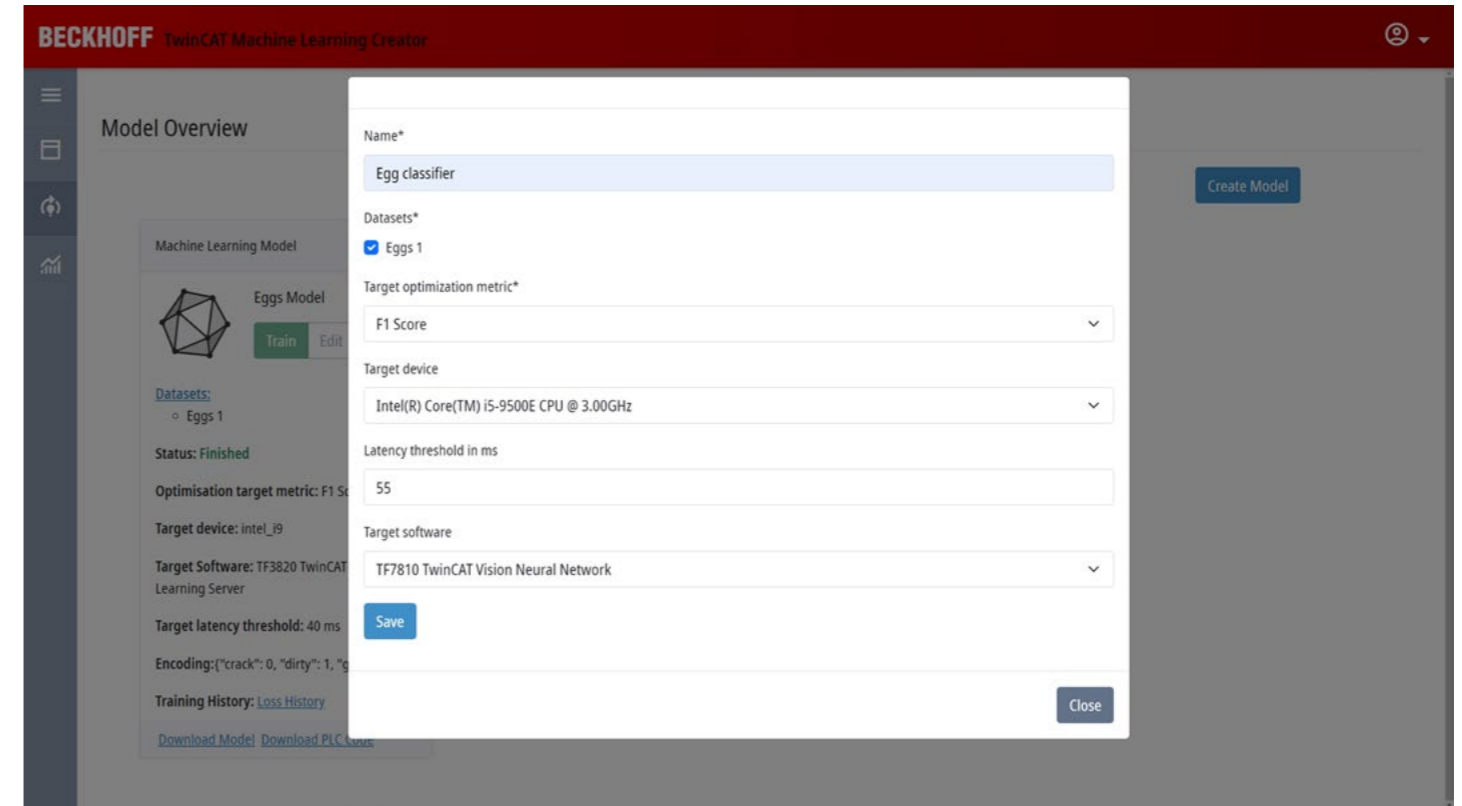 BECKHOFF TwinCAT Machine Learning Creator
Model Overview
Create Model
Machine Learning Model
Eggs Model
Train Edit
Datasets:
Eggs 1
Status: Finished
Optimisation target metric: F1
Target device: intel_i9
Target Software: TF3820 TwinCAT
Learning Server
Target latency threshold: 40 ms
Encoding:{"crack": 0, "dirty": 1,
Training History: Loss History
Download Model Download PLC Code
Name*
Egg classifier
Datasets*
Eggs 1
Target optimization metric*
F1 Score
Target device
Intel(R) Core(TM) i5-9500E CPU @ 3.00GHz
Latency threshold in ms
55
Target software
TF7810 TwinCAT Vision Neural Network
Save
Close